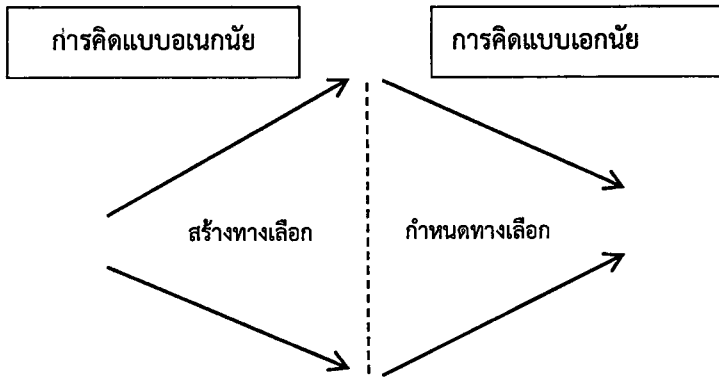 ก่ารคิดแบบอเนกนัย
การคิดแบบเอกนัย
สร้างทางเลือก
กำหนดทางเลือก